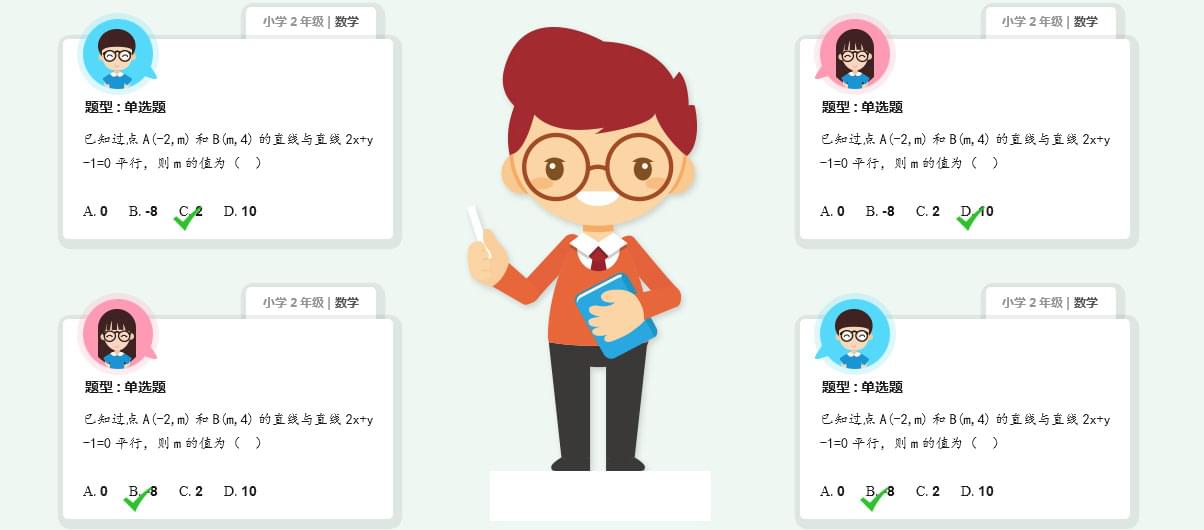 小学 2 年级 | 数学
题型 : 单选题
已知过点 A(-2,m) 和 B(m,4) 的直线与直线 2x+y
-1=0 平行，则 m 的值为（　）
A. 0 B. -8 C. 2 D. 10
小学 2 年级 | 数学
题型 : 单选题
已知过点 A(-2,m) 和 B(m,4) 的直线与直线 2x+y
-1=0 平行，则 m 的值为（　）
A. 0 B. -8 C. 2 D. 10
小学 2 年级 | 数学
题型 : 单选题
已知过点 A(-2,m) 和 B(m,4) 的直线与直线 2x+y
-1=0 平行，则 m 的值为（　）
A. 0 B. -8 C. 2 D. 10
小学 2 年级 | 数学
题型 : 单选题
已知过点 A(-2,m) 和 B(m,4) 的直线与直线 2x+y
-1=0 平行，则 m 的值为（　）
A. 0 B. -8 C. 2 D. 10